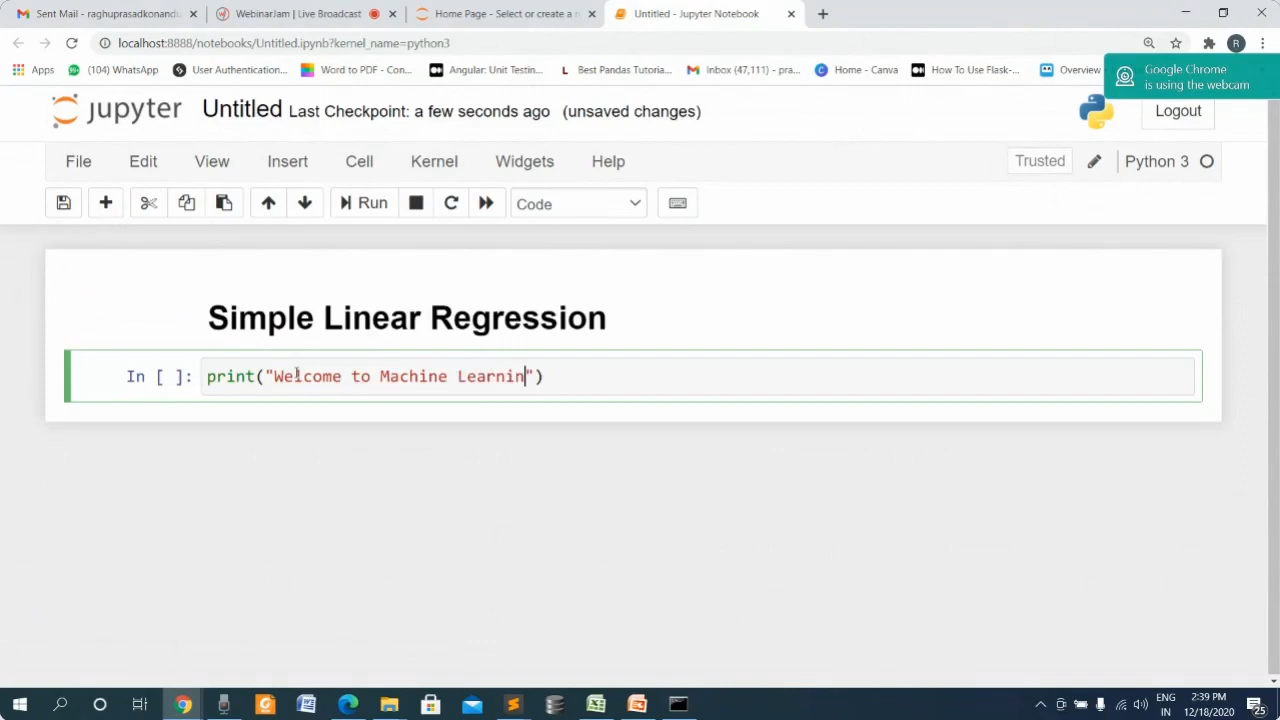 Sent Mail - raghuprasadkonandu
WebinarJam | Live Broadcast
Home Page - Select or create a n
Untitled - Jupyter Notebook
localhost:8888/notebooks/Untitled.ipynb?kernel_name=python3
R
Apps
(104) WhatsApp
User Authentication...
Word to PDF - Con...
Angular: Unit Testin...
Best Pandas Tutoria...
Inbox (47,111) - pra...
Home - Canva
How To Use Flask-...
Overview
Google Chrome
is using the webcam
jupyter
Untitled
Last Checkpoint: a few seconds ago
(unsaved changes)
Logout
File
Edit
View
Insert
Cell
Kernel
Widgets
Help
Trusted
Python 3
Run
Code
Simple Linear Regression
In [ ]:
print("Welcome to Machine Learnin")
ENG
IN
2:39 PM
12/18/2020
25